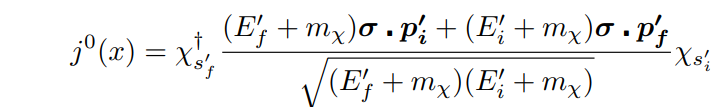 $j^0(x) = \chi^\dagger_{s'_f} \frac{(E'_f + m_\chi)\boldsymbol{\sigma} \cdot \boldsymbol{p}'_i + (E'_i + m_\chi)\boldsymbol{\sigma} \cdot \boldsymbol{p}'_f}{\sqrt{(E'_f + m_\chi)(E'_i + m_\chi)}} \chi_{s'_i}$